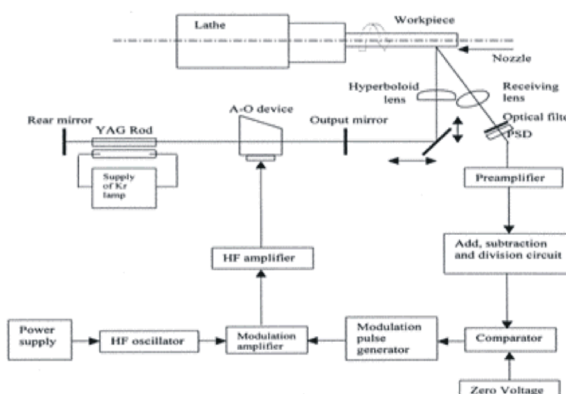 Lathe
Workpiece
Nozzle
Hyperboloid
lens
Receiving
lens
A-O device
Optical filte
Rear mirror
YAG Rod
Output mirror
PSD
Supply
of Kr
lamp
Preamplifier
HF amplifier
Add, subtraction
and division circuit
Power
supply
HF oscillator
Modulation
amplifier
Modulation
pulse
generator
Comparator
Zero Voltage